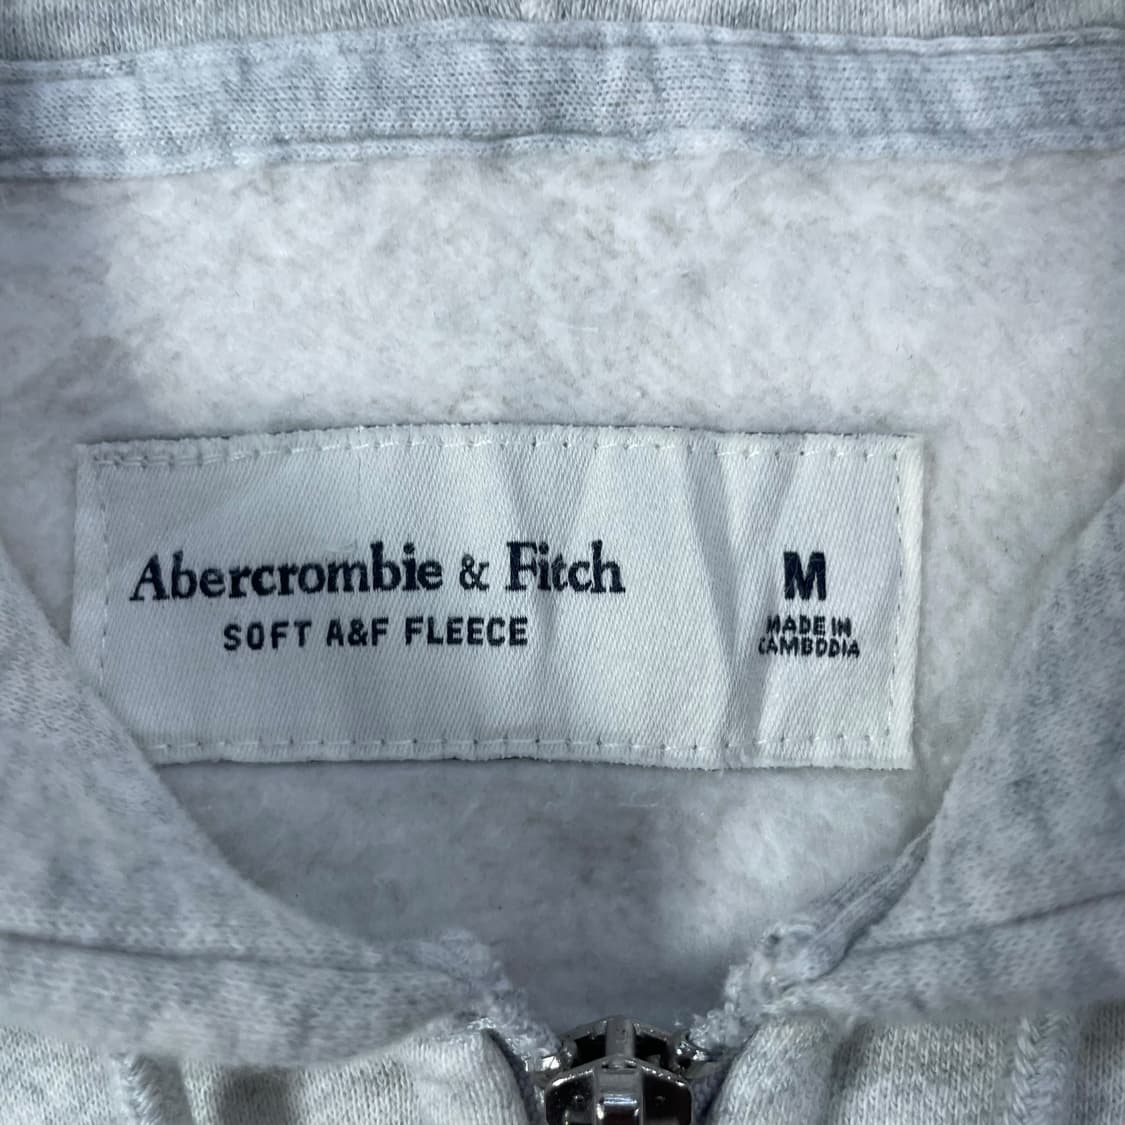 Abercrombie & Fitch
SOFT A&F FLEECE
M
MADE IN
CAMBODIA